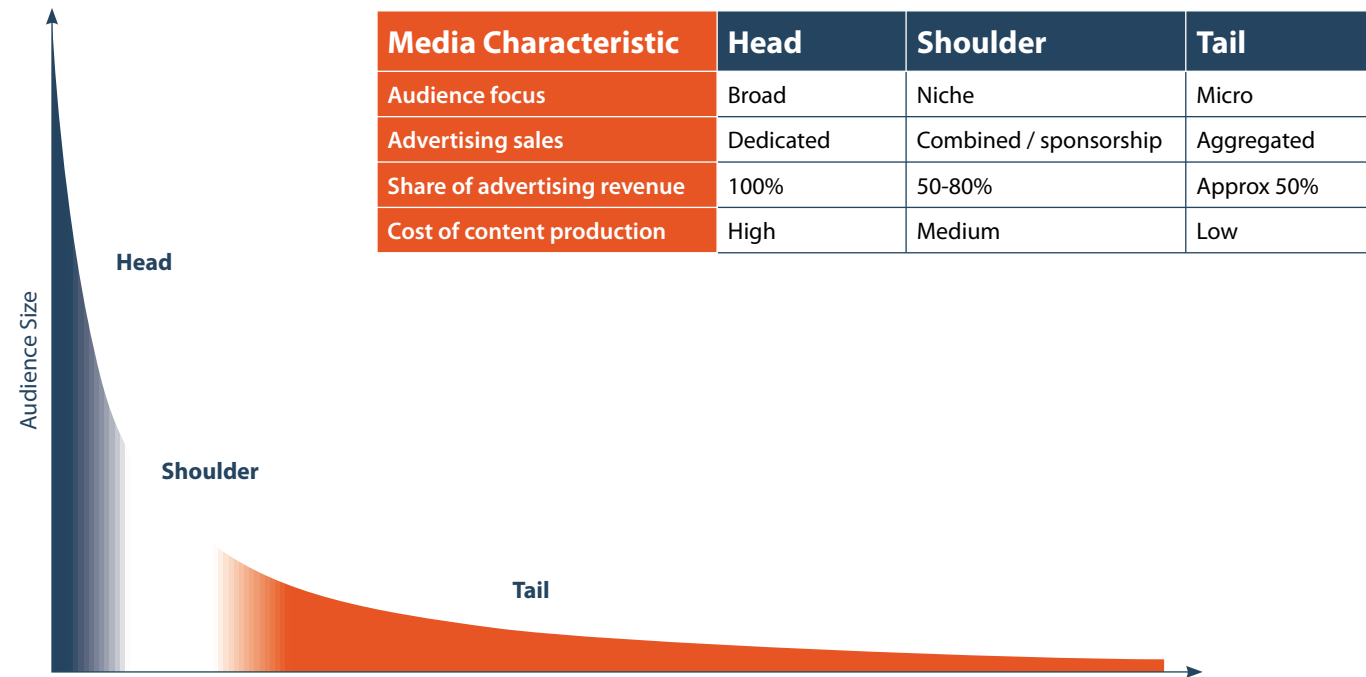 Media Characteristic Head Shoulder Tail
Audience focus Broad Niche Micro
Advertising sales Dedicated Combined / sponsorship Aggregated
Share of advertising revenue 100% 50-80% Approx 50%
Cost of content production High Medium Low
Head
Audience Size
Shoulder
Tail